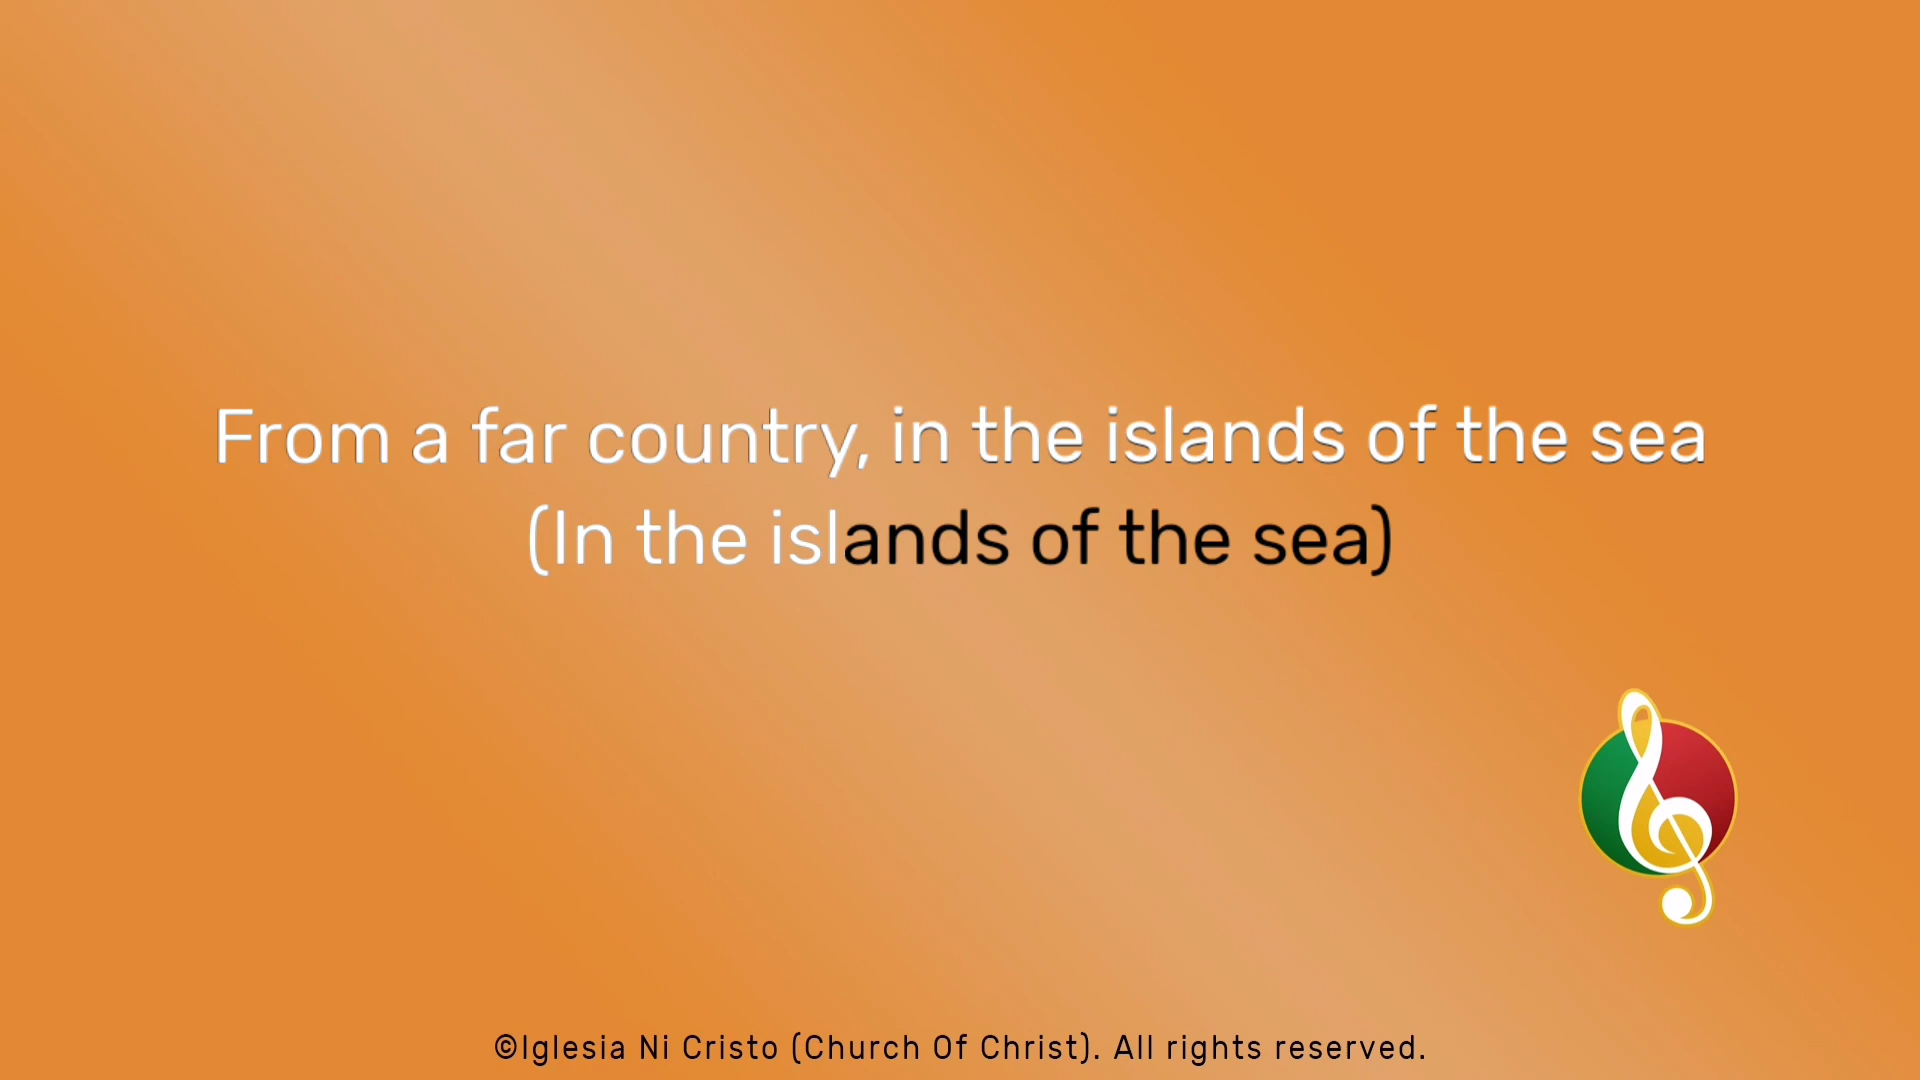 From a far country, in the islands of the sea
(In the islands of the sea)
©Iglesia Ni Cristo (Church Of Christ). All rights reserved.